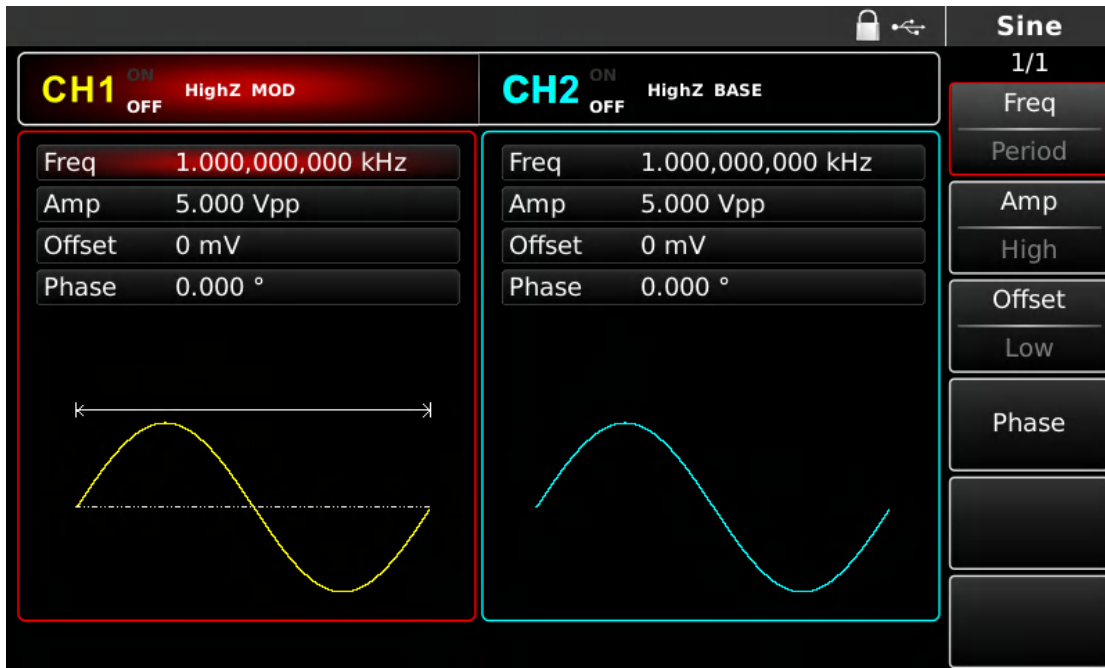 Sine
1/1
CH1 ON OFF HighZ MOD
CH2 ON OFF HighZ BASE
Freq 1.000,000,000 kHz
Amp 5.000 Vpp
Offset 0 mV
Phase 0.000 °
Freq 1.000,000,000 kHz
Amp 5.000 Vpp
Offset 0 mV
Phase 0.000 °
Freq
Period
Amp
High
Offset
Low
Phase